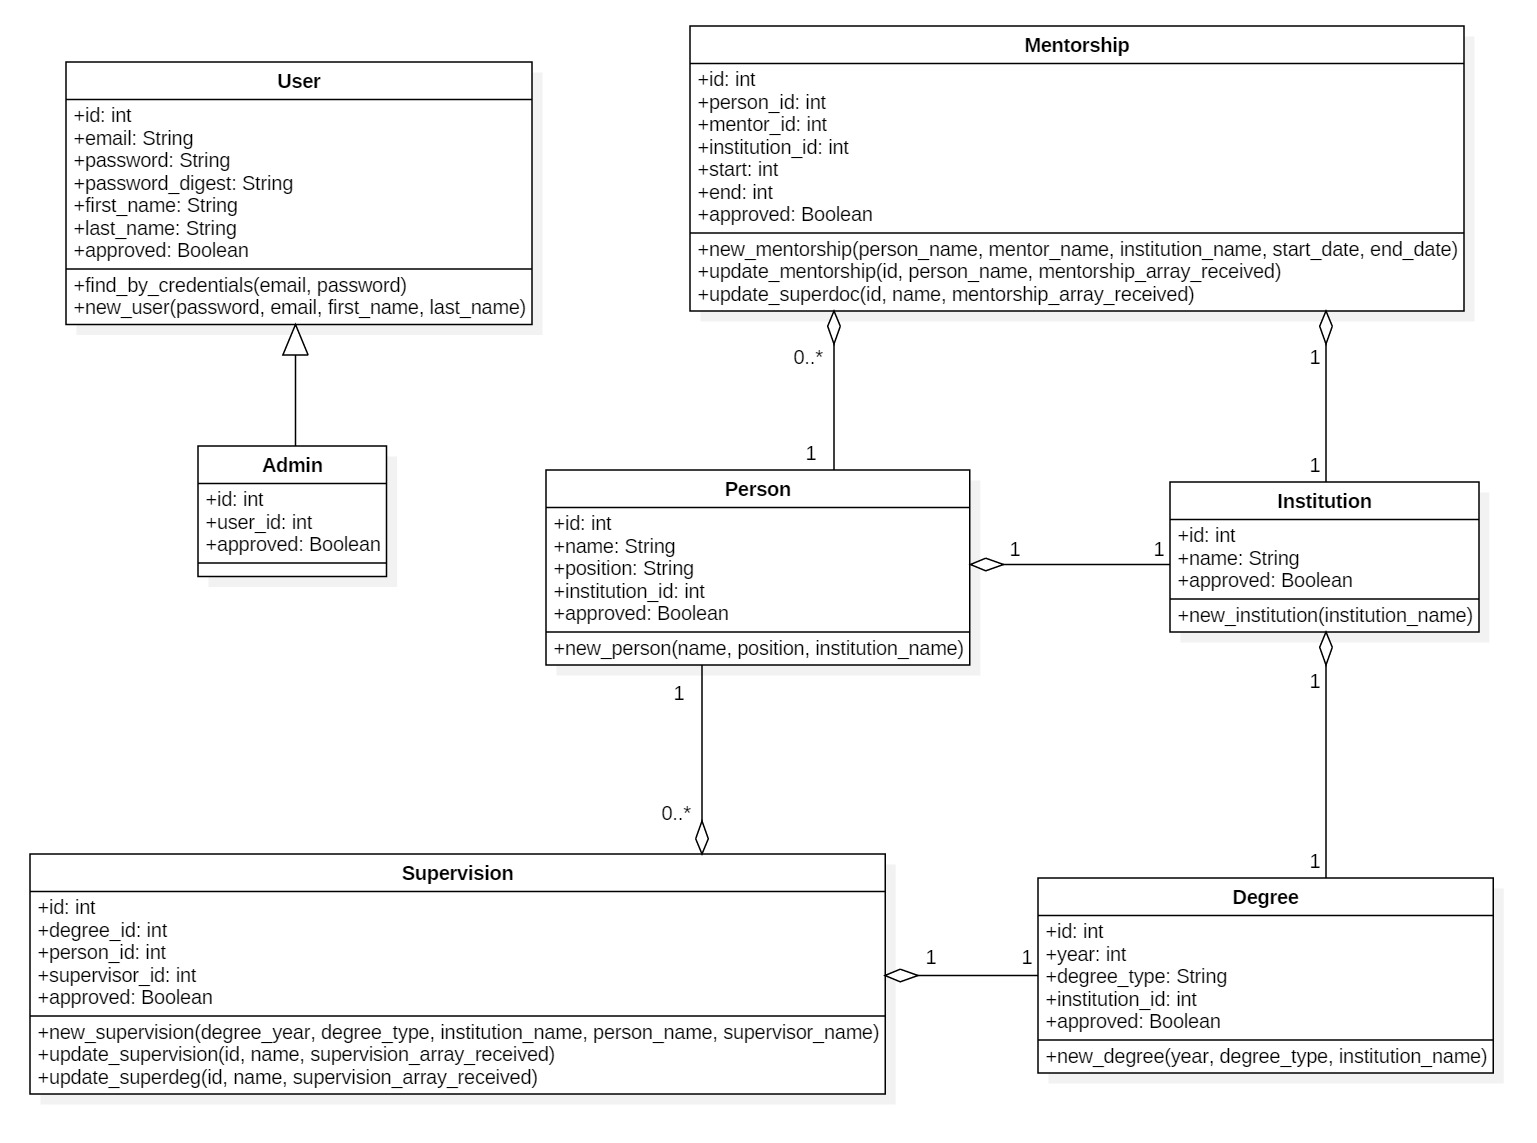 User
+id: int
+email: String
+password: String
+password_digest: String
+first_name: String
+last_name: String
+approved: Boolean
+find_by_credentials(email, password)
+new_user(password, email, first_name, last_name)
Mentorship
+id: int
+person_id: int
+mentor_id: int
+institution_id: int
+start: int
+end: int
+approved: Boolean
+new_mentorship(person_name, mentor_name, institution_name, start_date, end_date)
+update_mentorship(id, person_name, mentorship_array_received)
+update_superdoc(id, name, mentorship_array_received)
0..*
1
1
1
Admin
+id: int
+user_id: int
+approved: Boolean
Person
+id: int
+name: String
+position: String
+institution_id: int
+approved: Boolean
+new_person(name, position, institution_name)
1
1
Institution
+id: int
+name: String
+approved: Boolean
+new_institution(institution_name)
1
0..*
1
1
Supervision
+id: int
+degree_id: int
+person_id: int
+supervisor_id: int
+approved: Boolean
+new_supervision(degree_year, degree_type, institution_name, person_name, supervisor_name)
+update_supervision(id, name, supervision_array_received)
+update_superdeg(id, name, supervision_array_received)
1
1
Degree
+id: int
+year: int
+degree_type: String
+institution_id: int
+approved: Boolean
+new_degree(year, degree_type, institution_name)